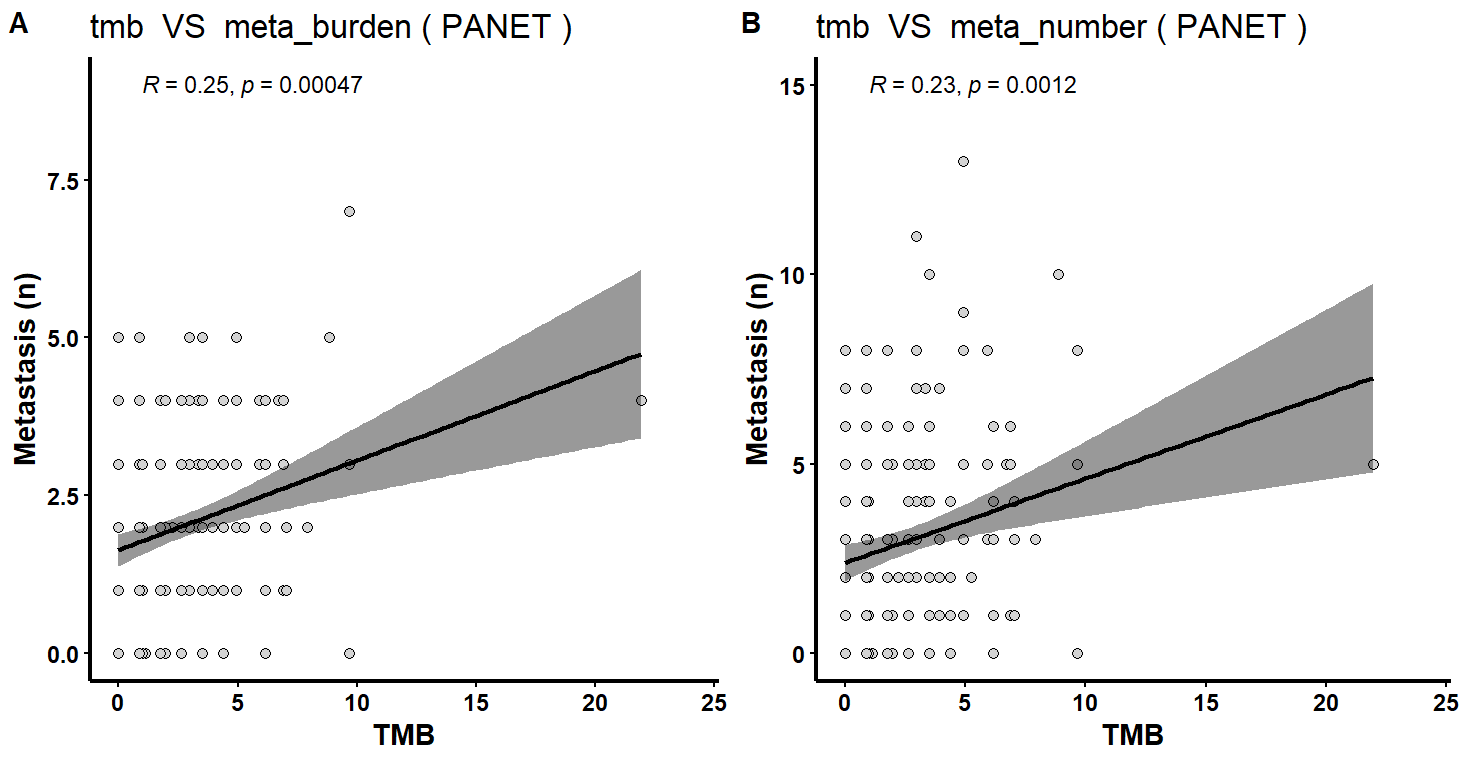 A
tmb VS meta_burden ( PANET )
R = 0.25, p = 0.00047
Metastasis (n)
7.5
5.0
2.5
0.0
0 5 10 15 20 25
TMB
B
tmb VS meta_number ( PANET )
R = 0.23, p = 0.0012
Metastasis (n)
15
10
5
0
0 5 10 15 20 25
TMB